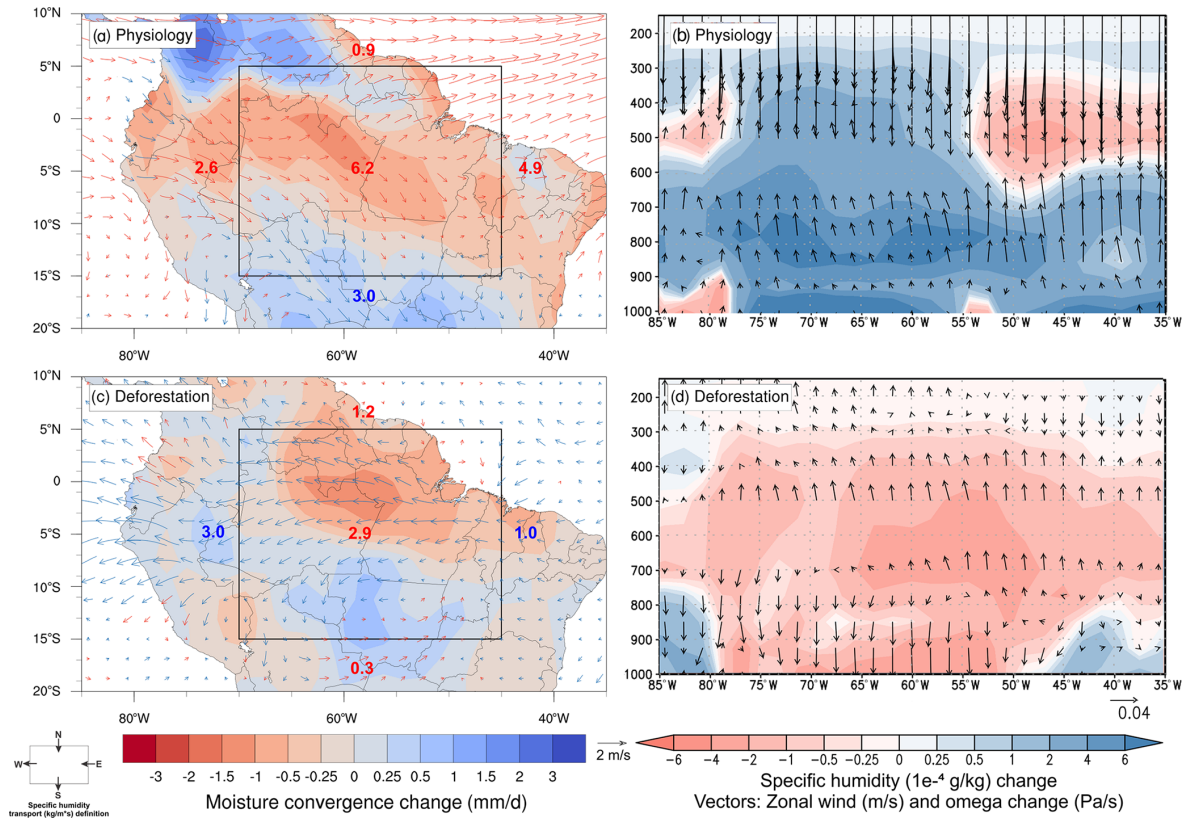 (a) Physiology
10°N
5°N
0
5°S
10°S
15°S
20°S
80°W 60°W 40°W
0.9
2.6
6.2
4.9
3.0
(b) Physiology
200
300
400
500
600
700
800
900
1000
85°W 80°W 75°W 70°W 65°W 60°W 55°W 50°W 45°W 40°W 35°W
(c) Deforestation
10°N
5°N
0
5°S
10°S
15°S
20°S
80°W 60°W 40°W
1.2
3.0
2.9
1.0
0.3
(d) Deforestation
200
300
400
500
600
700
800
900
1000
85°W 80°W 75°W 70°W 65°W 60°W 55°W 50°W 45°W 40°W 35°W
0.04
N
W E
S
Specific humidity
transport (kg/m*s) definition
-3 -2 -1.5 -1 -0.5 -0.25 0 0.25 0.5 1 1.5 2 3
2 m/s
Moisture convergence change (mm/d)
−6 −4 −2 −1 −0.5 −0.25 0 0.25 0.5 1 2 4 6
Specific humidity (1e-⁴ g/kg) change
Vectors: Zonal wind (m/s) and omega change (Pa/s)